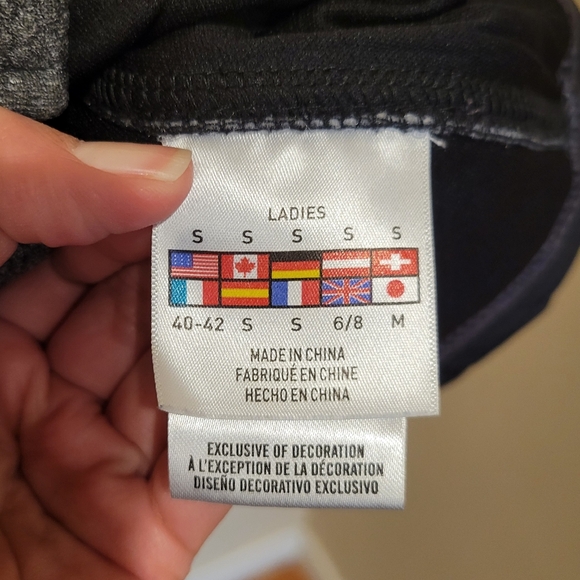 LADIES
S S S S S
40-42 S S 6/8 M
MADE IN CHINA
FABRIQUÉ EN CHINE
HECHO EN CHINA
EXCLUSIVE OF DECORATION
À L'EXCEPTION DE LA DÉCORATION
DISEÑO DECORATIVO EXCLUSIVO